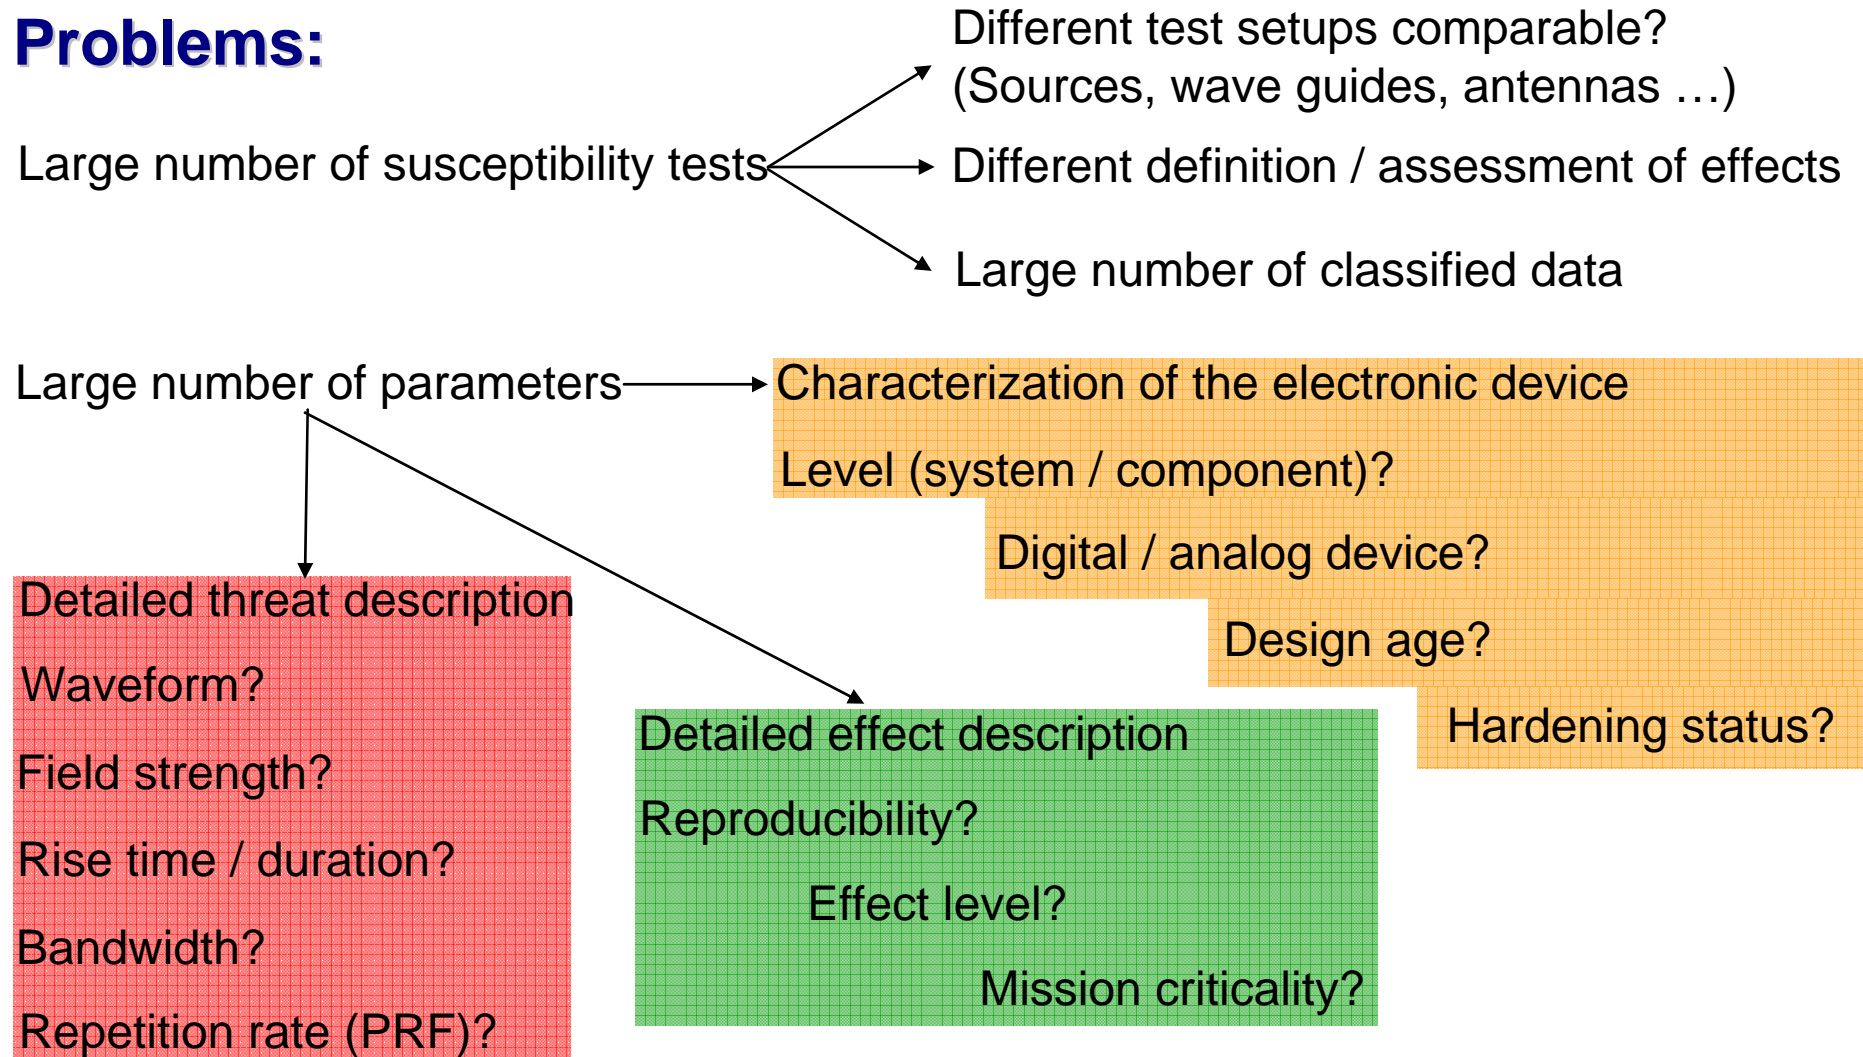 Problems:
Different test setups comparable?
(Sources, wave guides, antennas …)
Large number of susceptibility tests
Different definition / assessment of effects
Large number of classified data
Large number of parameters
Characterization of the electronic device
Level (system / component)?
Digital / analog device?
Design age?
Hardening status?
Detailed threat description
Waveform?
Field strength?
Rise time / duration?
Bandwidth?
Repetition rate (PRF)?
Detailed effect description
Reproducibility?
Effect level?
Mission criticality?